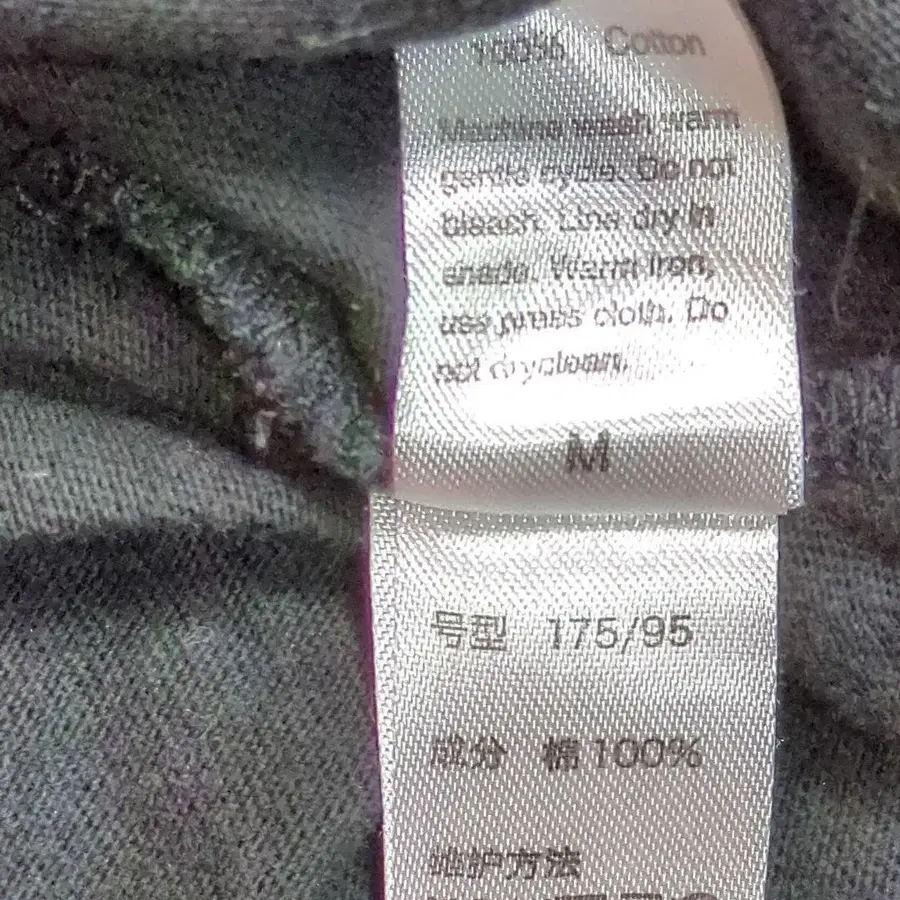 100% Cotton
Machine wash warm
gentle cycle. Do not
bleach. Line dry in
shade. Warm iron,
use press cloth. Do
not dryclean.
M
号型 175/95
成分 棉100%
维护方法